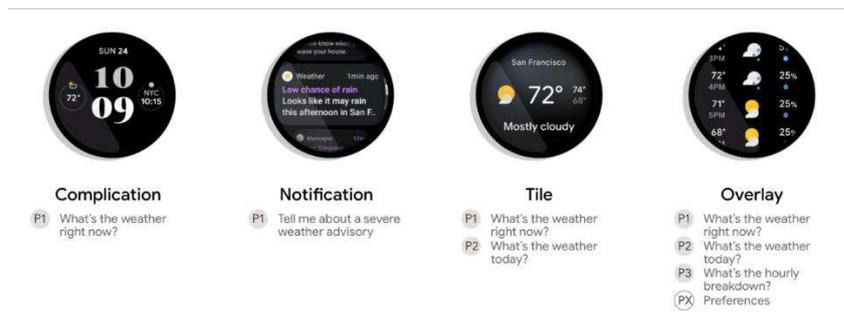 SUN 24
10
09
72°
NYC
10:15
Complication
P1 What's the weather
right now?
wave your house.
Weather 1min ago
Low chance of rain
Looks like it may rain
this afternoon in San F..
Messages
Notification
P1 Tell me about a severe
weather advisory
San Francisco
72° 74°
68°
Mostly cloudy
Tile
P1 What's the weather
right now?
P2 What's the weather
today?
3PM
72° 25%
4PM
71° 25%
5PM
68° 25%
Overlay
P1 What's the weather
right now?
P2 What's the weather
today?
P3 What's the hourly
breakdown?
PX Preferences